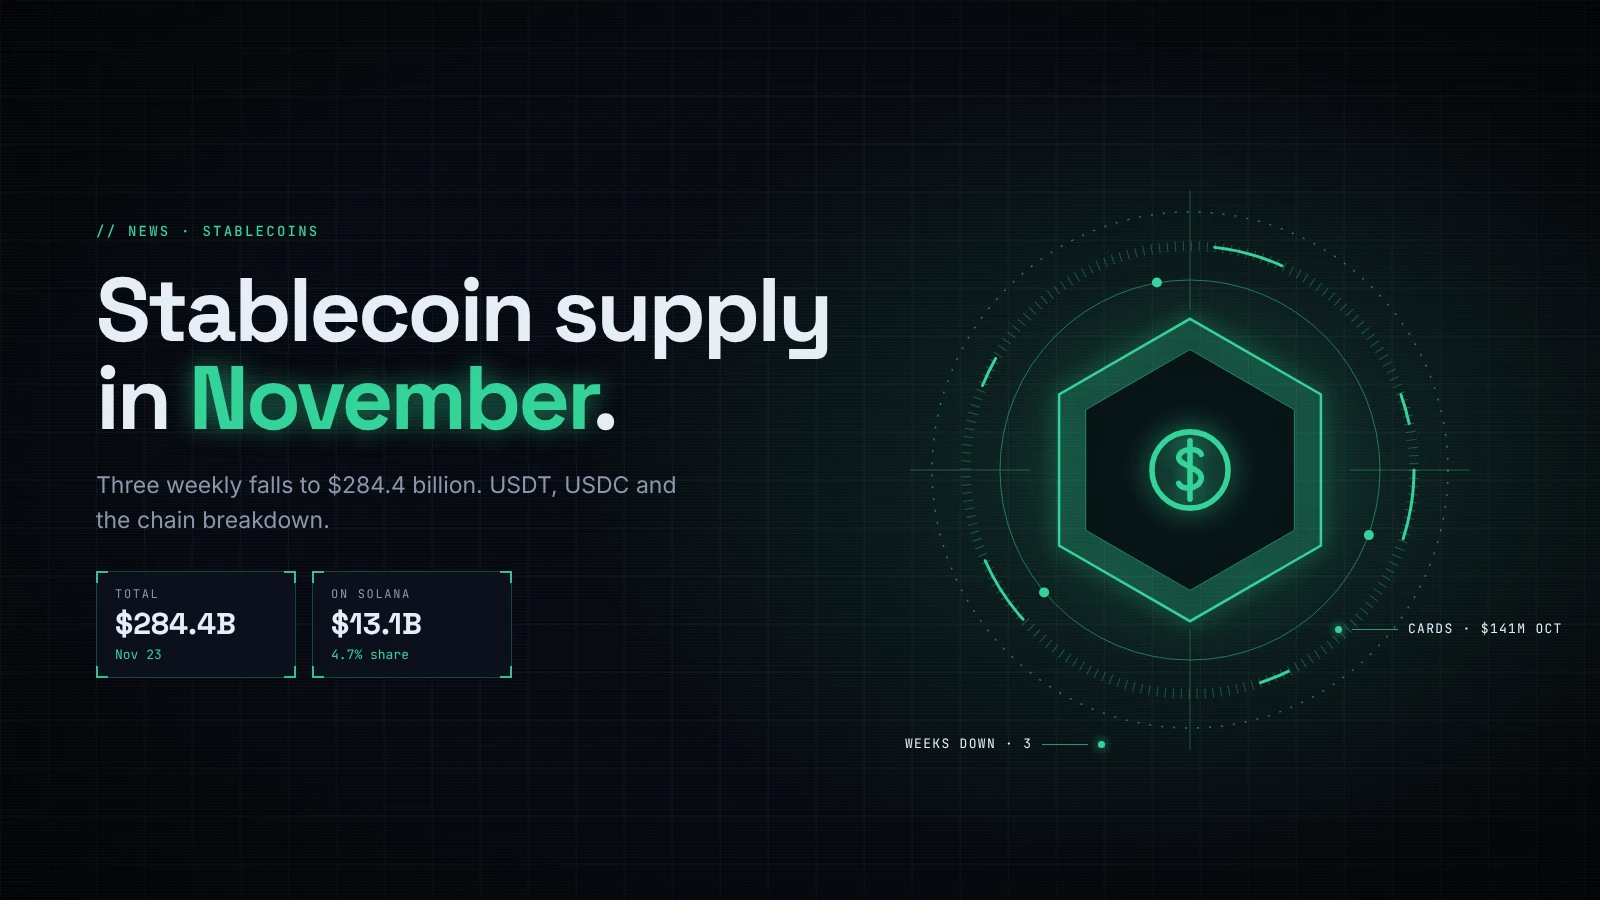 // NEWS · STABLECOINS
Stablecoin supply
in November.
Three weekly falls to $284.4 billion. USDT, USDC and
the chain breakdown.
TOTAL
$284.4B
Nov 23
ON SOLANA
$13.1B
4.7% share
$
CARDS · $141M OCT
WEEKS DOWN · 3